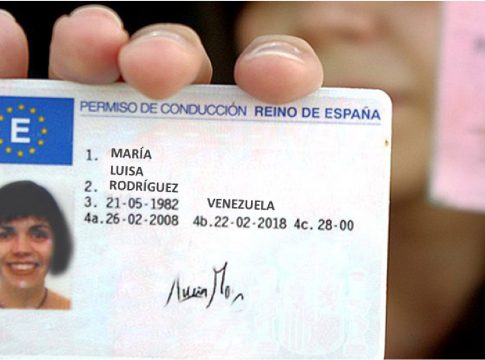 E
PERMISO DE CONDUCCIÓN REINO DE ESPAÑA
1. MARÍA
LUISA
2. RODRÍGUEZ
3. 21-05-1982 VENEZUELA
4a.26-02-2008 4b.22-02-2018 4c. 28-00